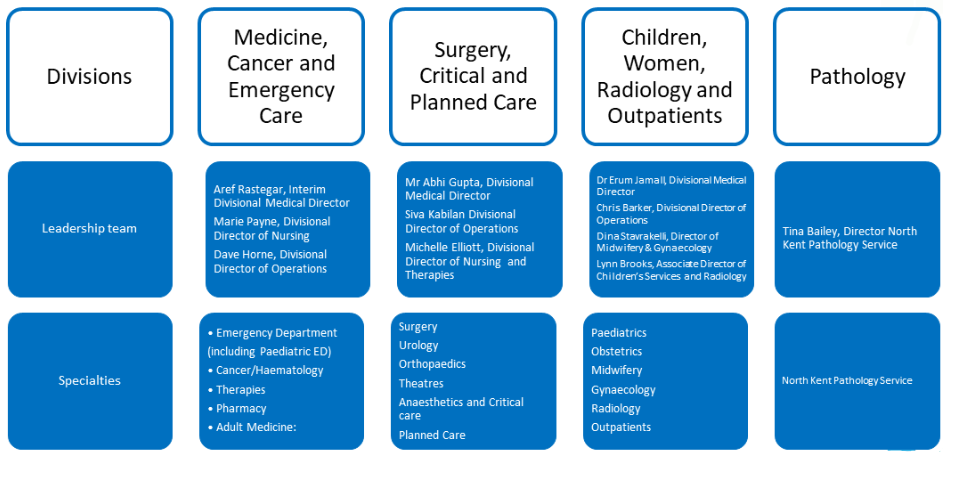 Divisions
Medicine,
Cancer and
Emergency
Care
Surgery,
Critical and
Planned Care
Children,
Women,
Radiology and
Outpatients
Pathology
Leadership team
Aref Rastegar, Interim
Divisional Medical Director
Marie Payne, Divisional
Director of Nursing
Dave Horne, Divisional
Director of Operations
Mr Abhi Gupta, Divisional
Medical Director
Siva Kabilan Divisional
Director of Operations
Michelle Elliott, Divisional
Director of Nursing and
Therapies
Dr Erum Jamall, Divisional Medical
Director
Chris Barker, Divisional Director of
Operations
Dina Stavrakelli, Director of
Midwifery & Gynaecology
Lynn Brooks, Associate Director of
Children's Services and Radiology
Tina Bailey, Director North
Kent Pathology Service
Specialties
• Emergency Department
(including Paediatric ED)
• Cancer/Haematology
• Therapies
• Pharmacy
• Adult Medicine:
Surgery
Urology
Orthopaedics
Theatres
Anaesthetics and Critical
care
Planned Care
Paediatrics
Obstetrics
Midwifery
Gynaecology
Radiology
Outpatients
North Kent Pathology Service